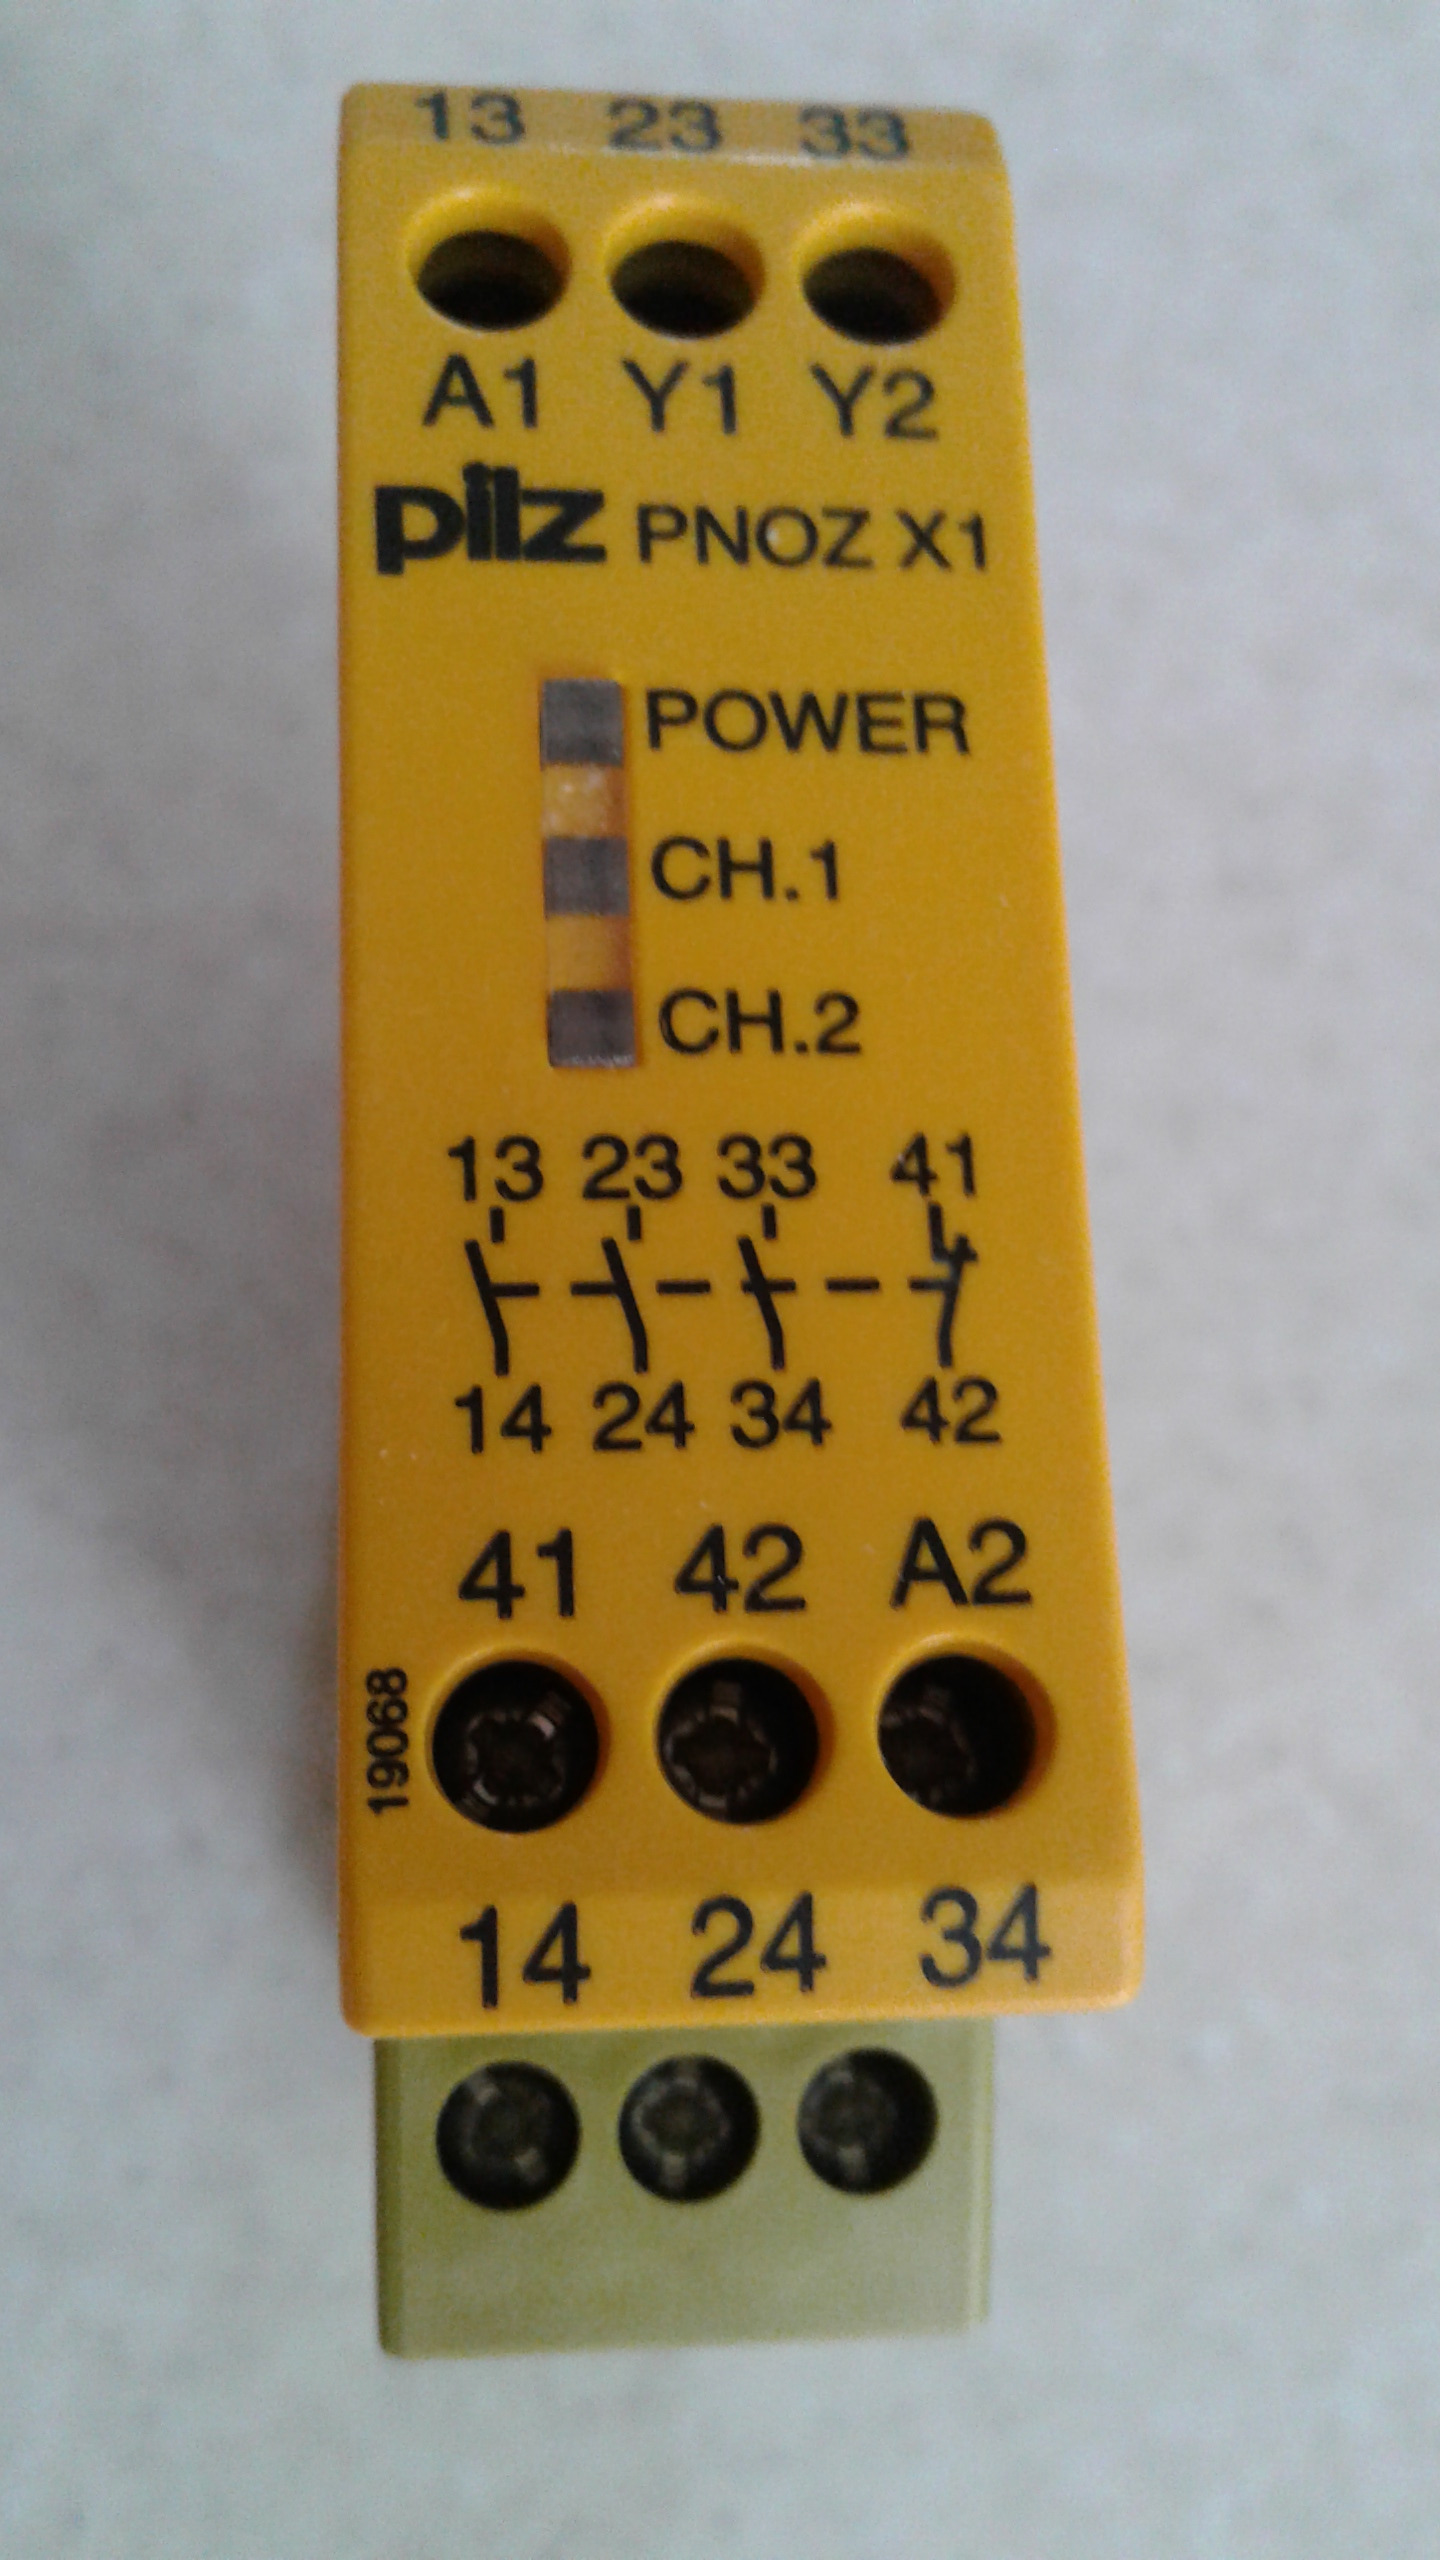 13 23 33
A1 Y1 Y2
pilz PNOZ X1
POWER
CH.1
CH.2
13 23 33 41
14 24 34 42
41 42 A2
19068
14 24 34